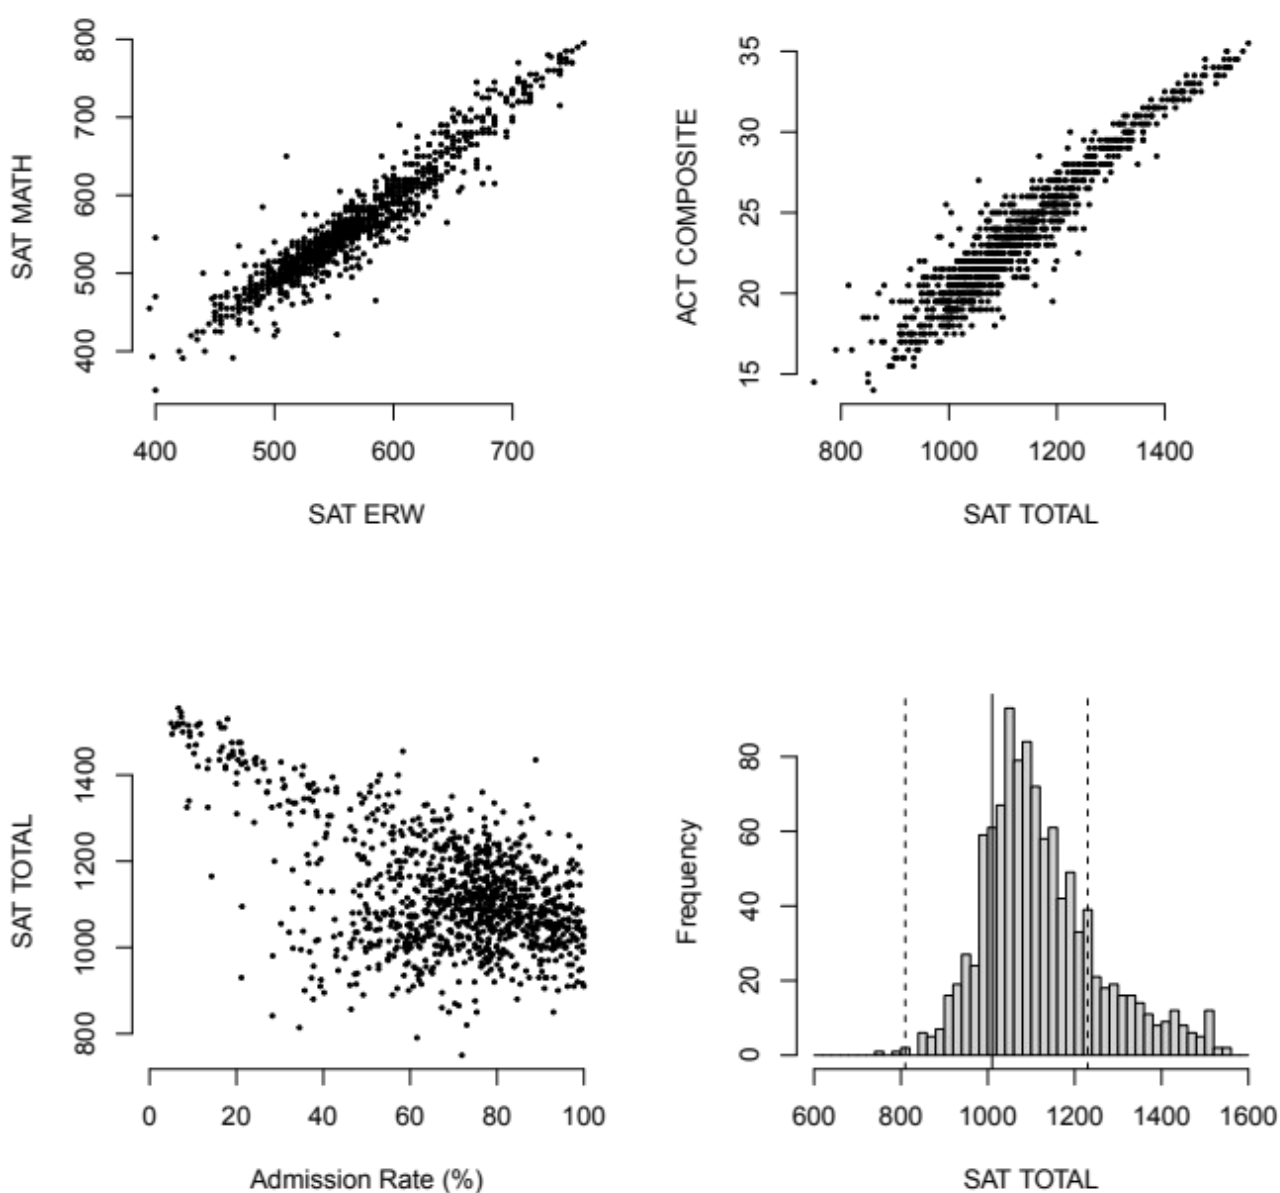 SAT MATH
800
700
600
500
400
400 500 600 700
SAT ERW
ACT COMPOSITE
35
30
25
20
15
800 1000 1200 1400
SAT TOTAL
SAT TOTAL
1400
1200
1000
800
0 20 40 60 80 100
Admission Rate (%)
Frequency
80
60
40
20
0
600 800 1000 1200 1400 1600
SAT TOTAL